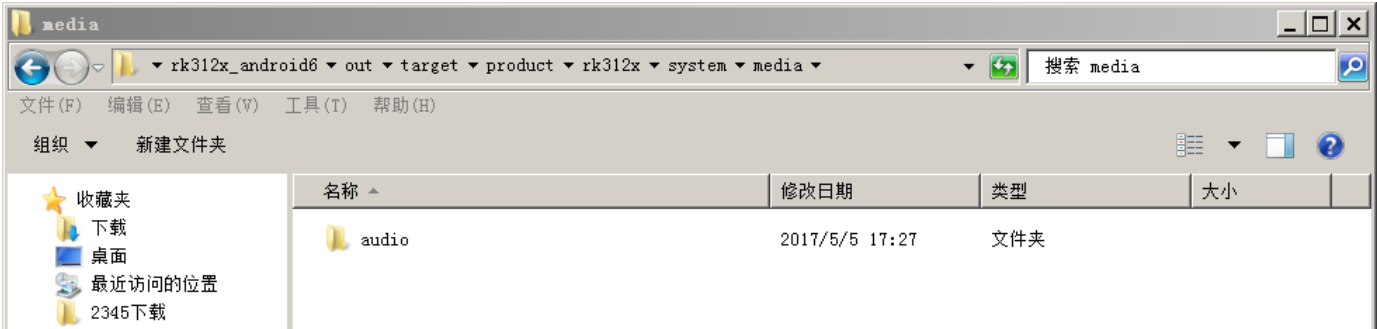 media
rk312x_android6 ▾ out ▾ target ▾ product ▾ rk312x ▾ system ▾ media ▾ 搜索 media
文件(F) 编辑(E) 查看(V) 工具(T) 帮助(H)
组织 ▾ 新建文件夹
收藏夹
下载
桌面
最近访问的位置
2345下载
名称 修改日期 类型 大小
audio 2017/5/5 17:27 文件夹